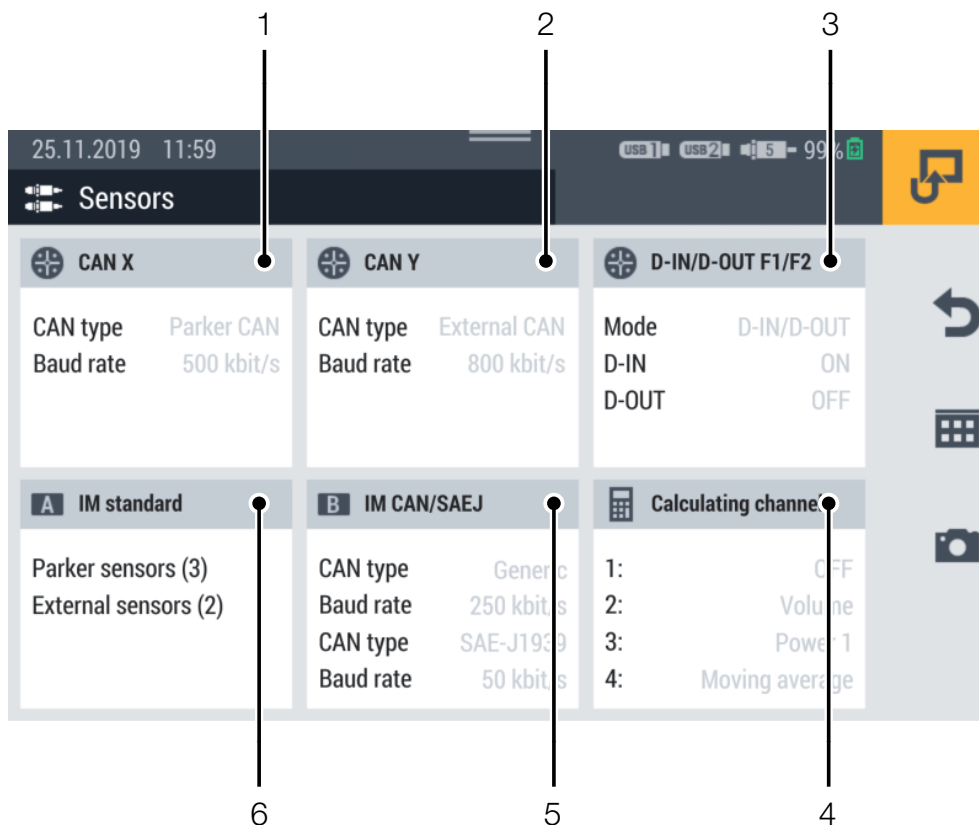 1 2 3
25.11.2019 11:59 USB 1 USB 2 5 99%
Sensors
CAN X
CAN type Parker CAN
Baud rate 500 kbit/s
CAN Y
CAN type External CAN
Baud rate 800 kbit/s
D-IN/D-OUT F1/F2
Mode D-IN/D-OUT
D-IN ON
D-OUT OFF
A IM standard
Parker sensors (3)
External sensors (2)
B IM CAN/SAEJ
CAN type Generic
Baud rate 250 kbit/s
CAN type SAE-J1939
Baud rate 50 kbit/s
Calculating channel
1: OFF
2: Volume
3: Power 1
4: Moving average
6 5 4